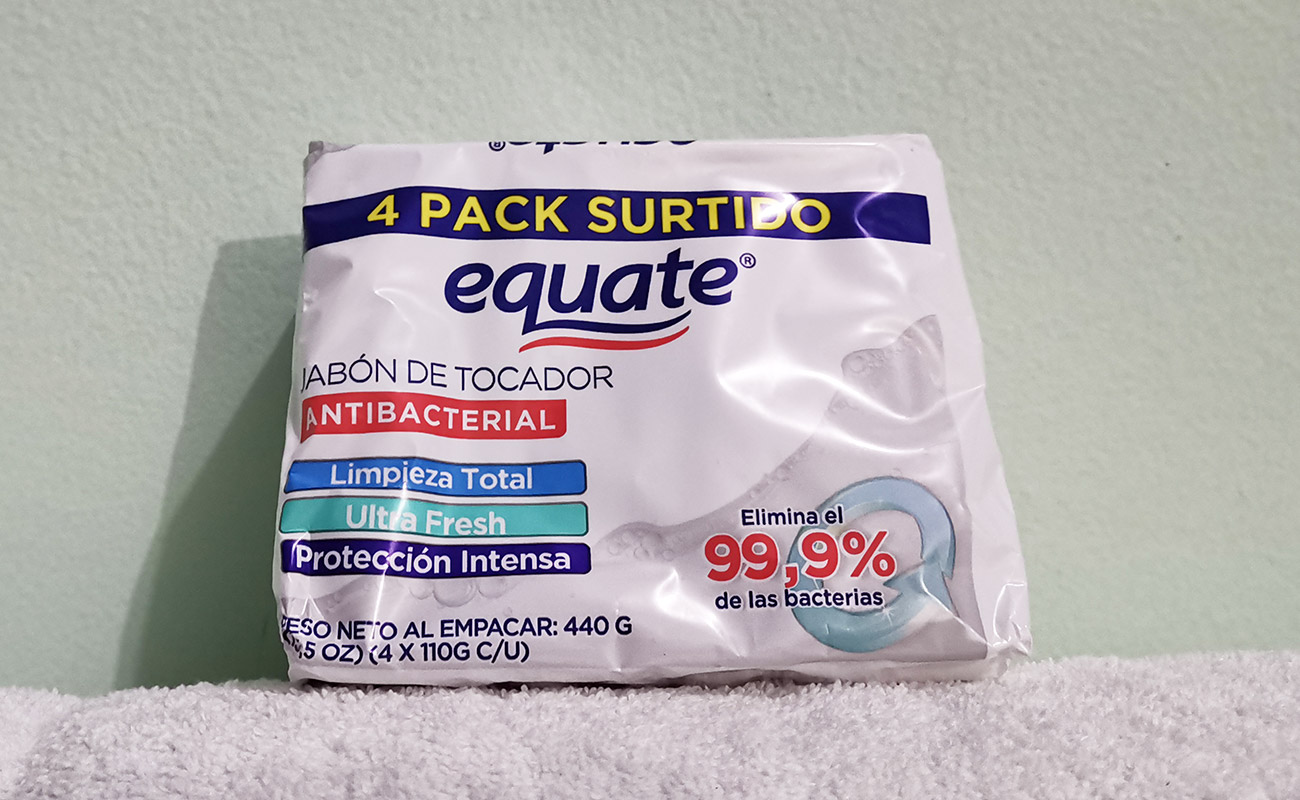 4 PACK SURTIDO
equate®
JABÓN DE TOCADOR
ANTIBACTERIAL
Limpieza Total
Ultra Fresh
Protección Intensa
Elimina el
99,9%
de las bacterias
PESO NETO AL EMPACAR: 440 G
OZ) (4 X 110G C/U)